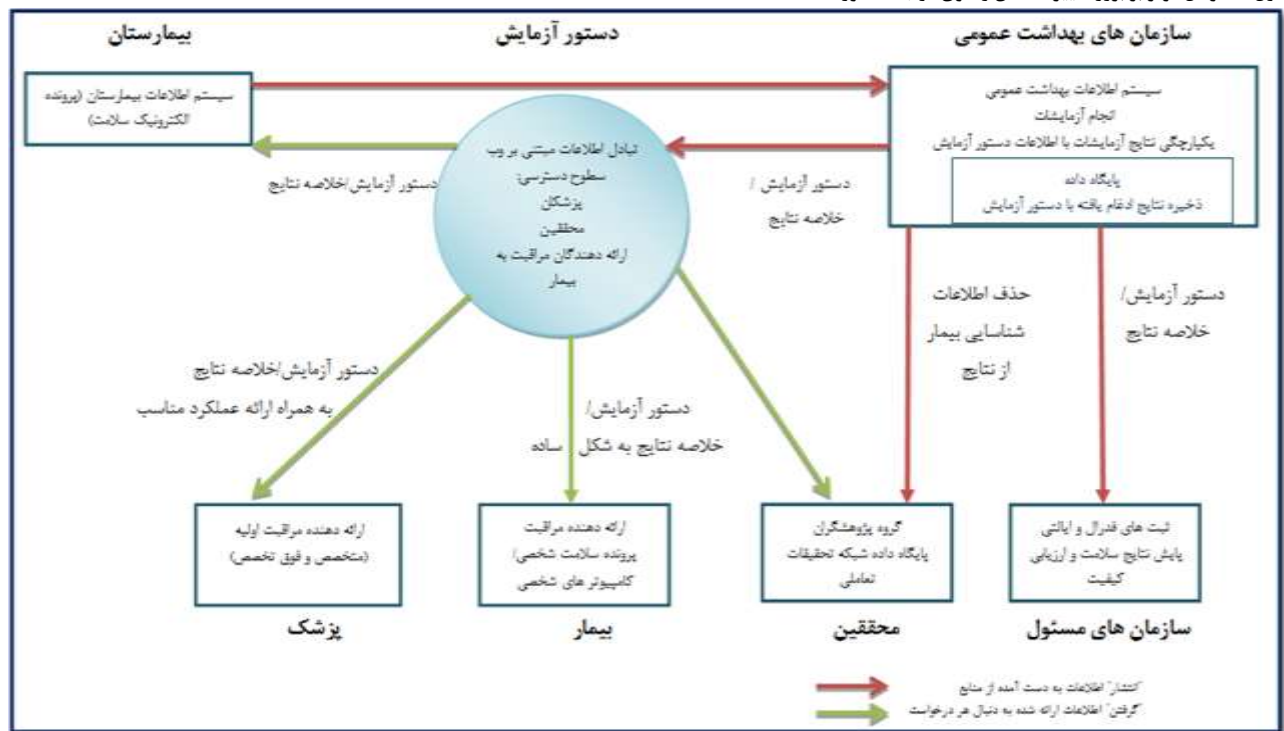 سازمان های بهداشت عمومی
دستور آزمایش
بیمارستان
سیستم اطلاعات بهداشت عمومی
انجام آزمایشات
یکپارچگی نتایج آزمایشات با اطلاعات دستور آزمایش
پایگاه داده
ذخیره نتایج ادغام یافته با دستور آزمایش
سیستم اطلاعات بیمارستان (پرونده
الکترونیک سلامت)
تبادل اطلاعات مبتنی بر وب
سطوح دسترسی:
پزشکان
محققین
ارائه دهندگان مراقبت به
بیمار
دستور آزمایش /
خلاصه نتایج
دستور آزمایش/خلاصه نتایج
دستور آزمایش/
خلاصه نتایج
حذف اطلاعات
شناسایی بیمار
از نتایج
دستور آزمایش/
خلاصه نتایج به شکل ساده
دستور آزمایش/خلاصه نتایج
به همراه ارائه عملکرد مناسب
ثبت های فدرال و ایالتی
پایش نتایج سلامت و ارزیابی
کیفیت
گروه پژوهشگران
پایگاه داده شبکه تحقیقات
تعاملی
ارائه دهنده مراقبت
پرونده سلامت شخصی/
کامپیوتر های شخصی
ارائه دهنده مراقبت اولیه
(متخصص و فوق تخصص)
سازمان های مسئول
محققین
بیمار
پزشک
"انتشار" اطلاعات به دست آمده از منابع
"گرفتن" اطلاعات ارائه شده به دنبال هر درخواست